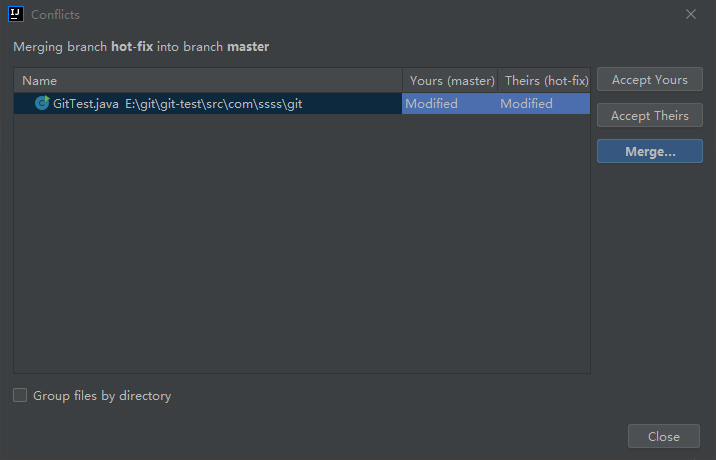 IJ Conflicts
Merging branch hot-fix into branch master
Name Yours (master) Theirs (hot-fix) Accept Yours
GitTest.java E:\git\git-test\src\com\ssss\git Modified Modified
Accept Theirs
Merge...
Group files by directory
Close